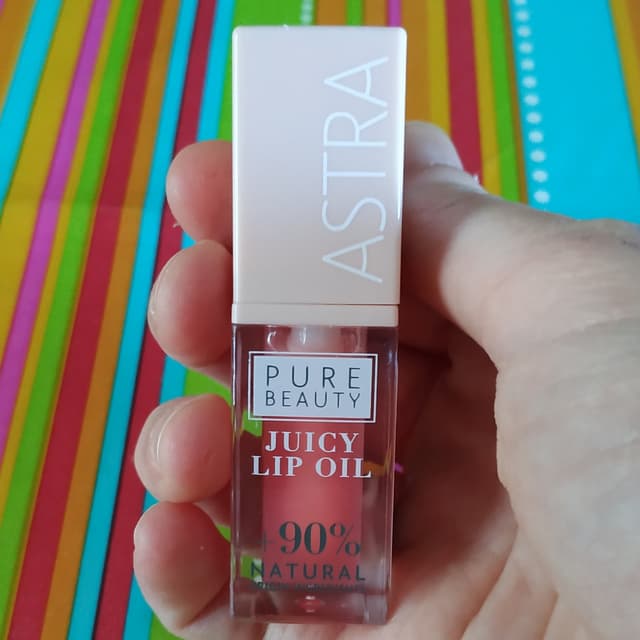 ASTRA
PURE
BEAUTY
JUICY
LIP OIL
+90%
NATURAL